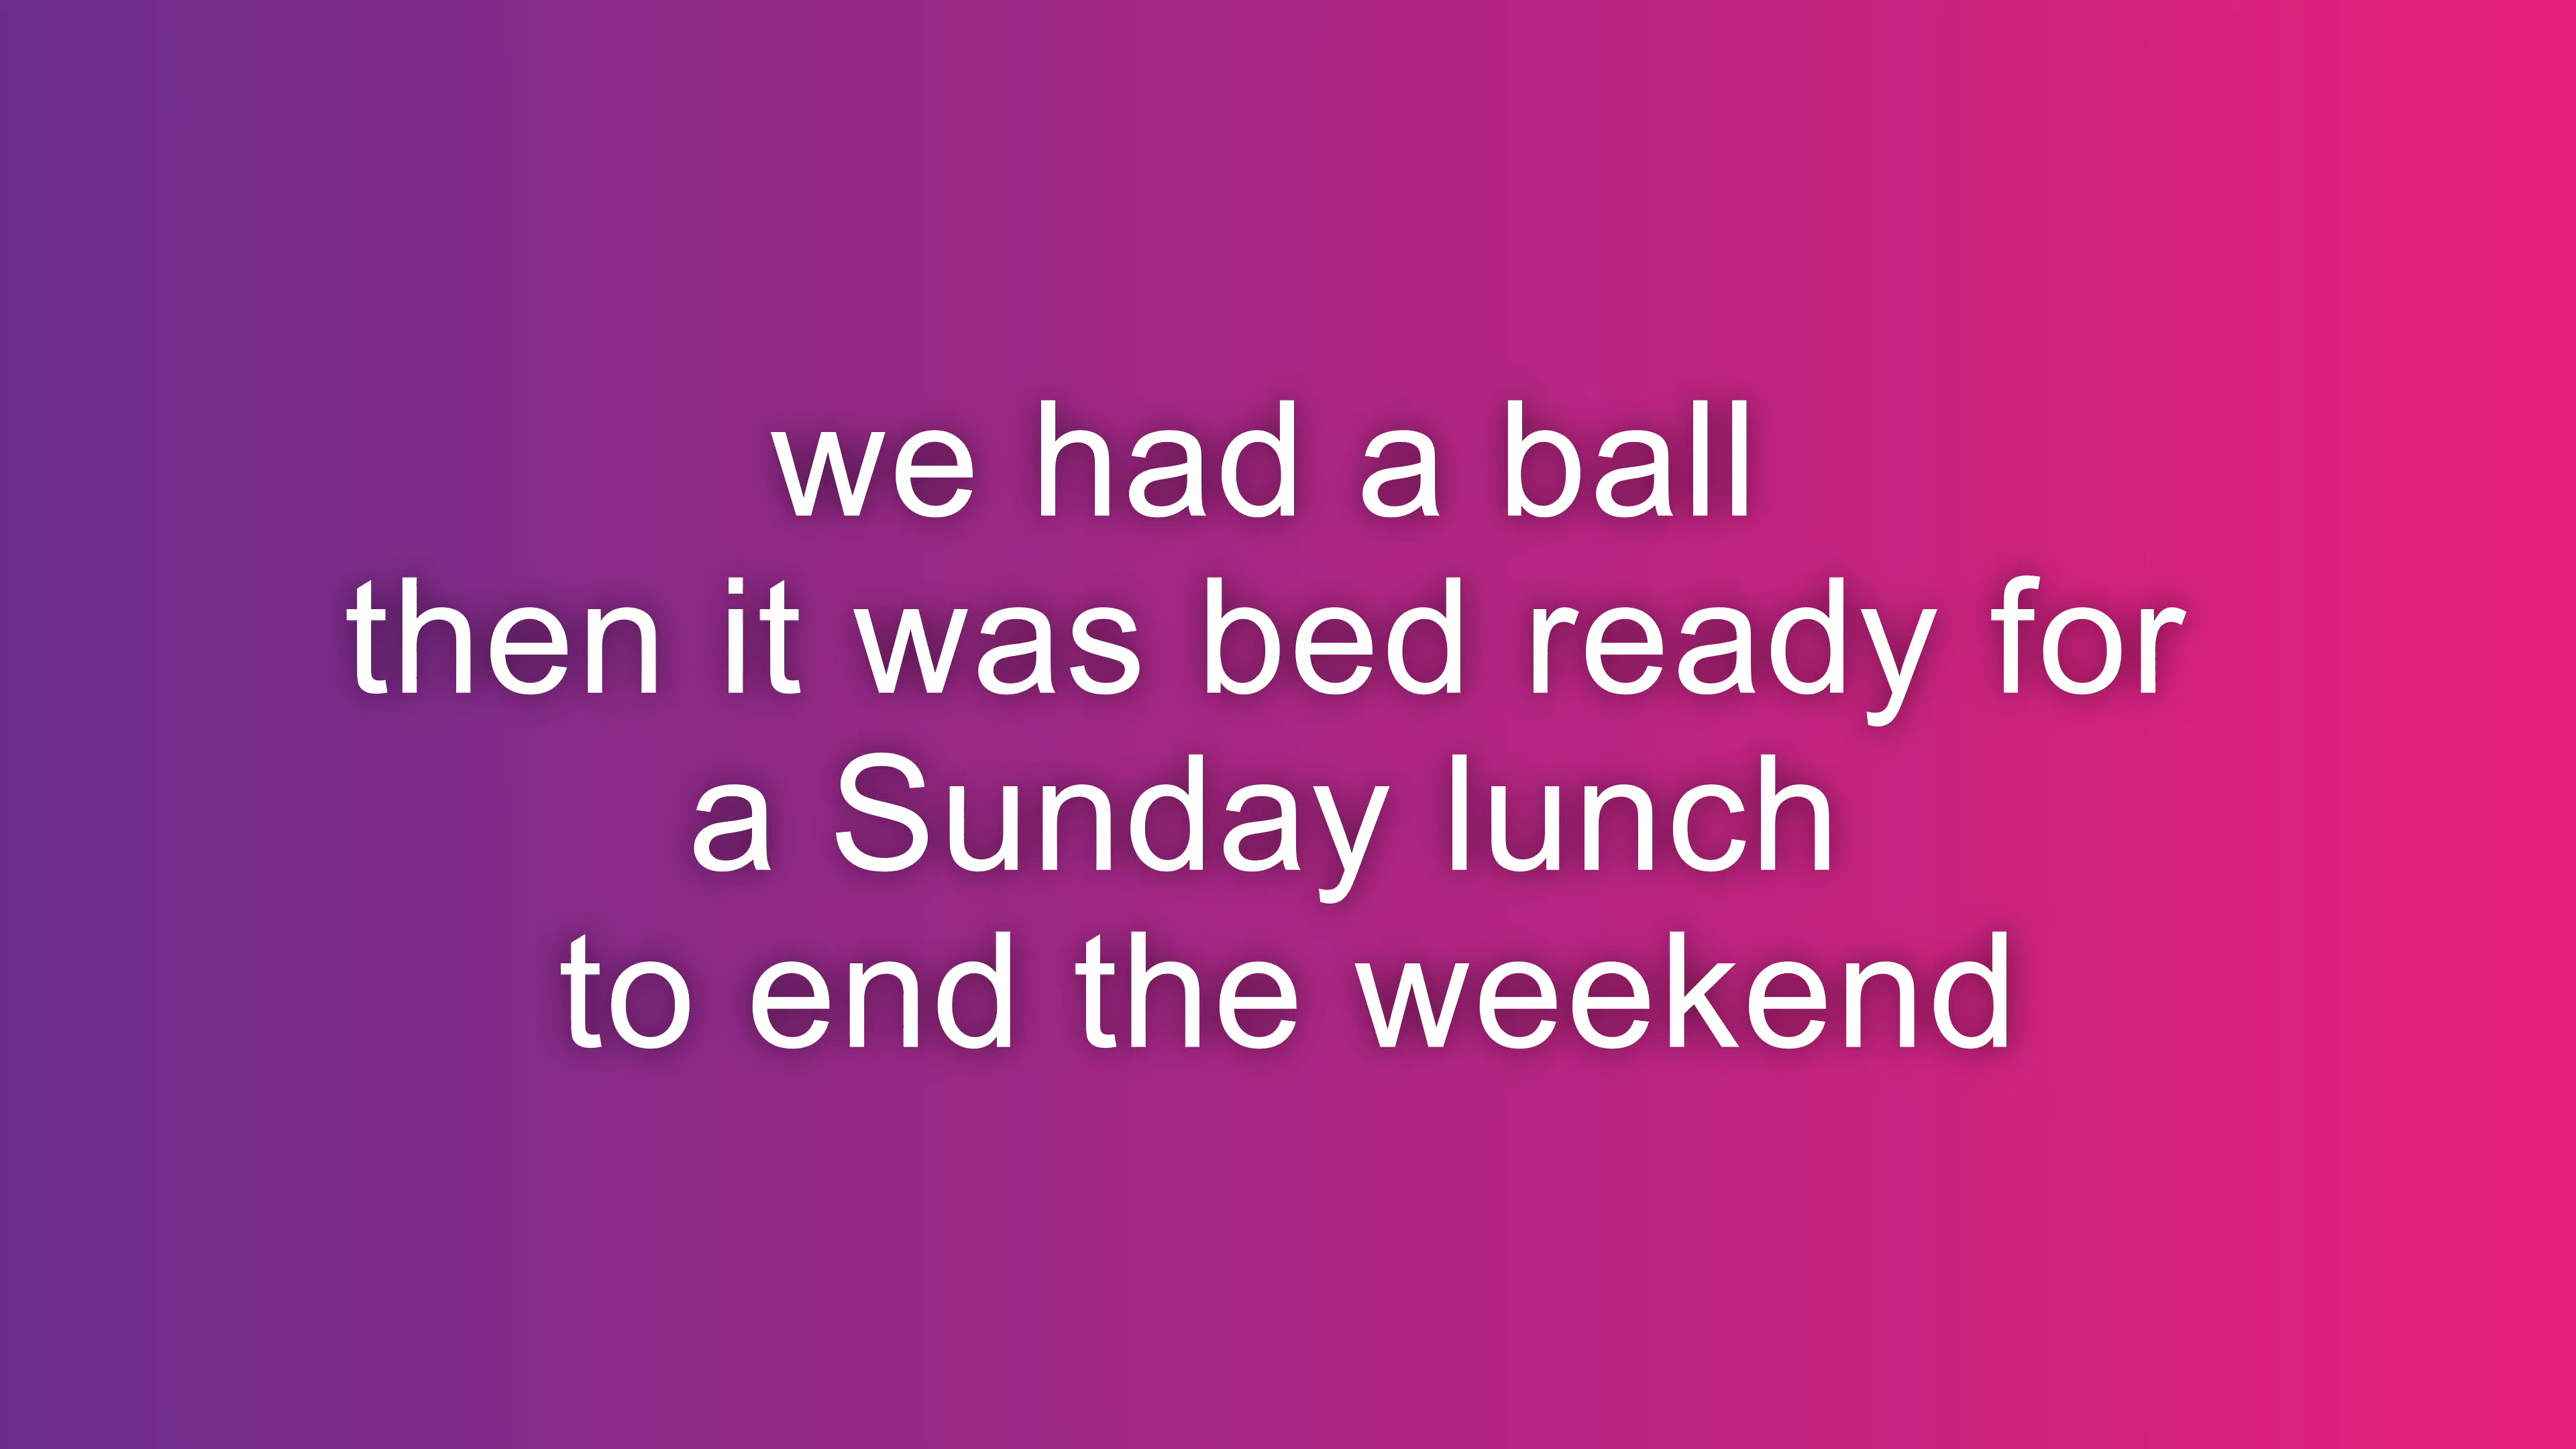 we had a ball
then it was bed ready for
a Sunday lunch
to end the weekend